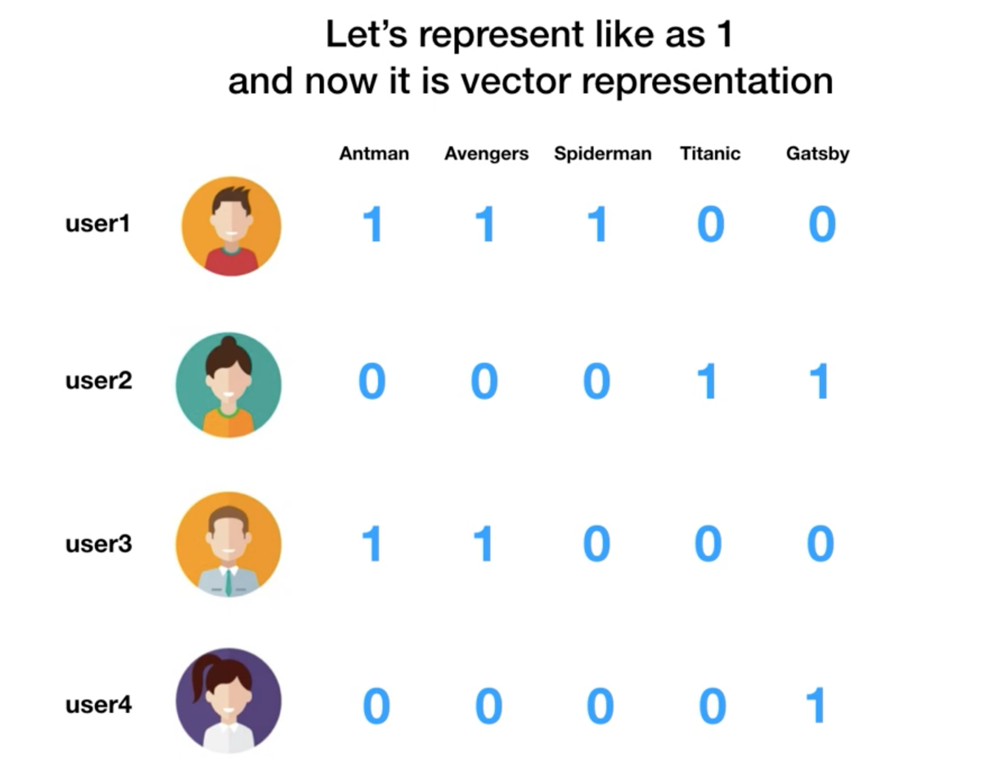 Let’s represent like as 1
and now it is vector representation
Antman Avengers Spiderman Titanic Gatsby
user1 1 1 1 0 0
user2 0 0 0 1 1
user3 1 1 0 0 0
user4 0 0 0 0 1